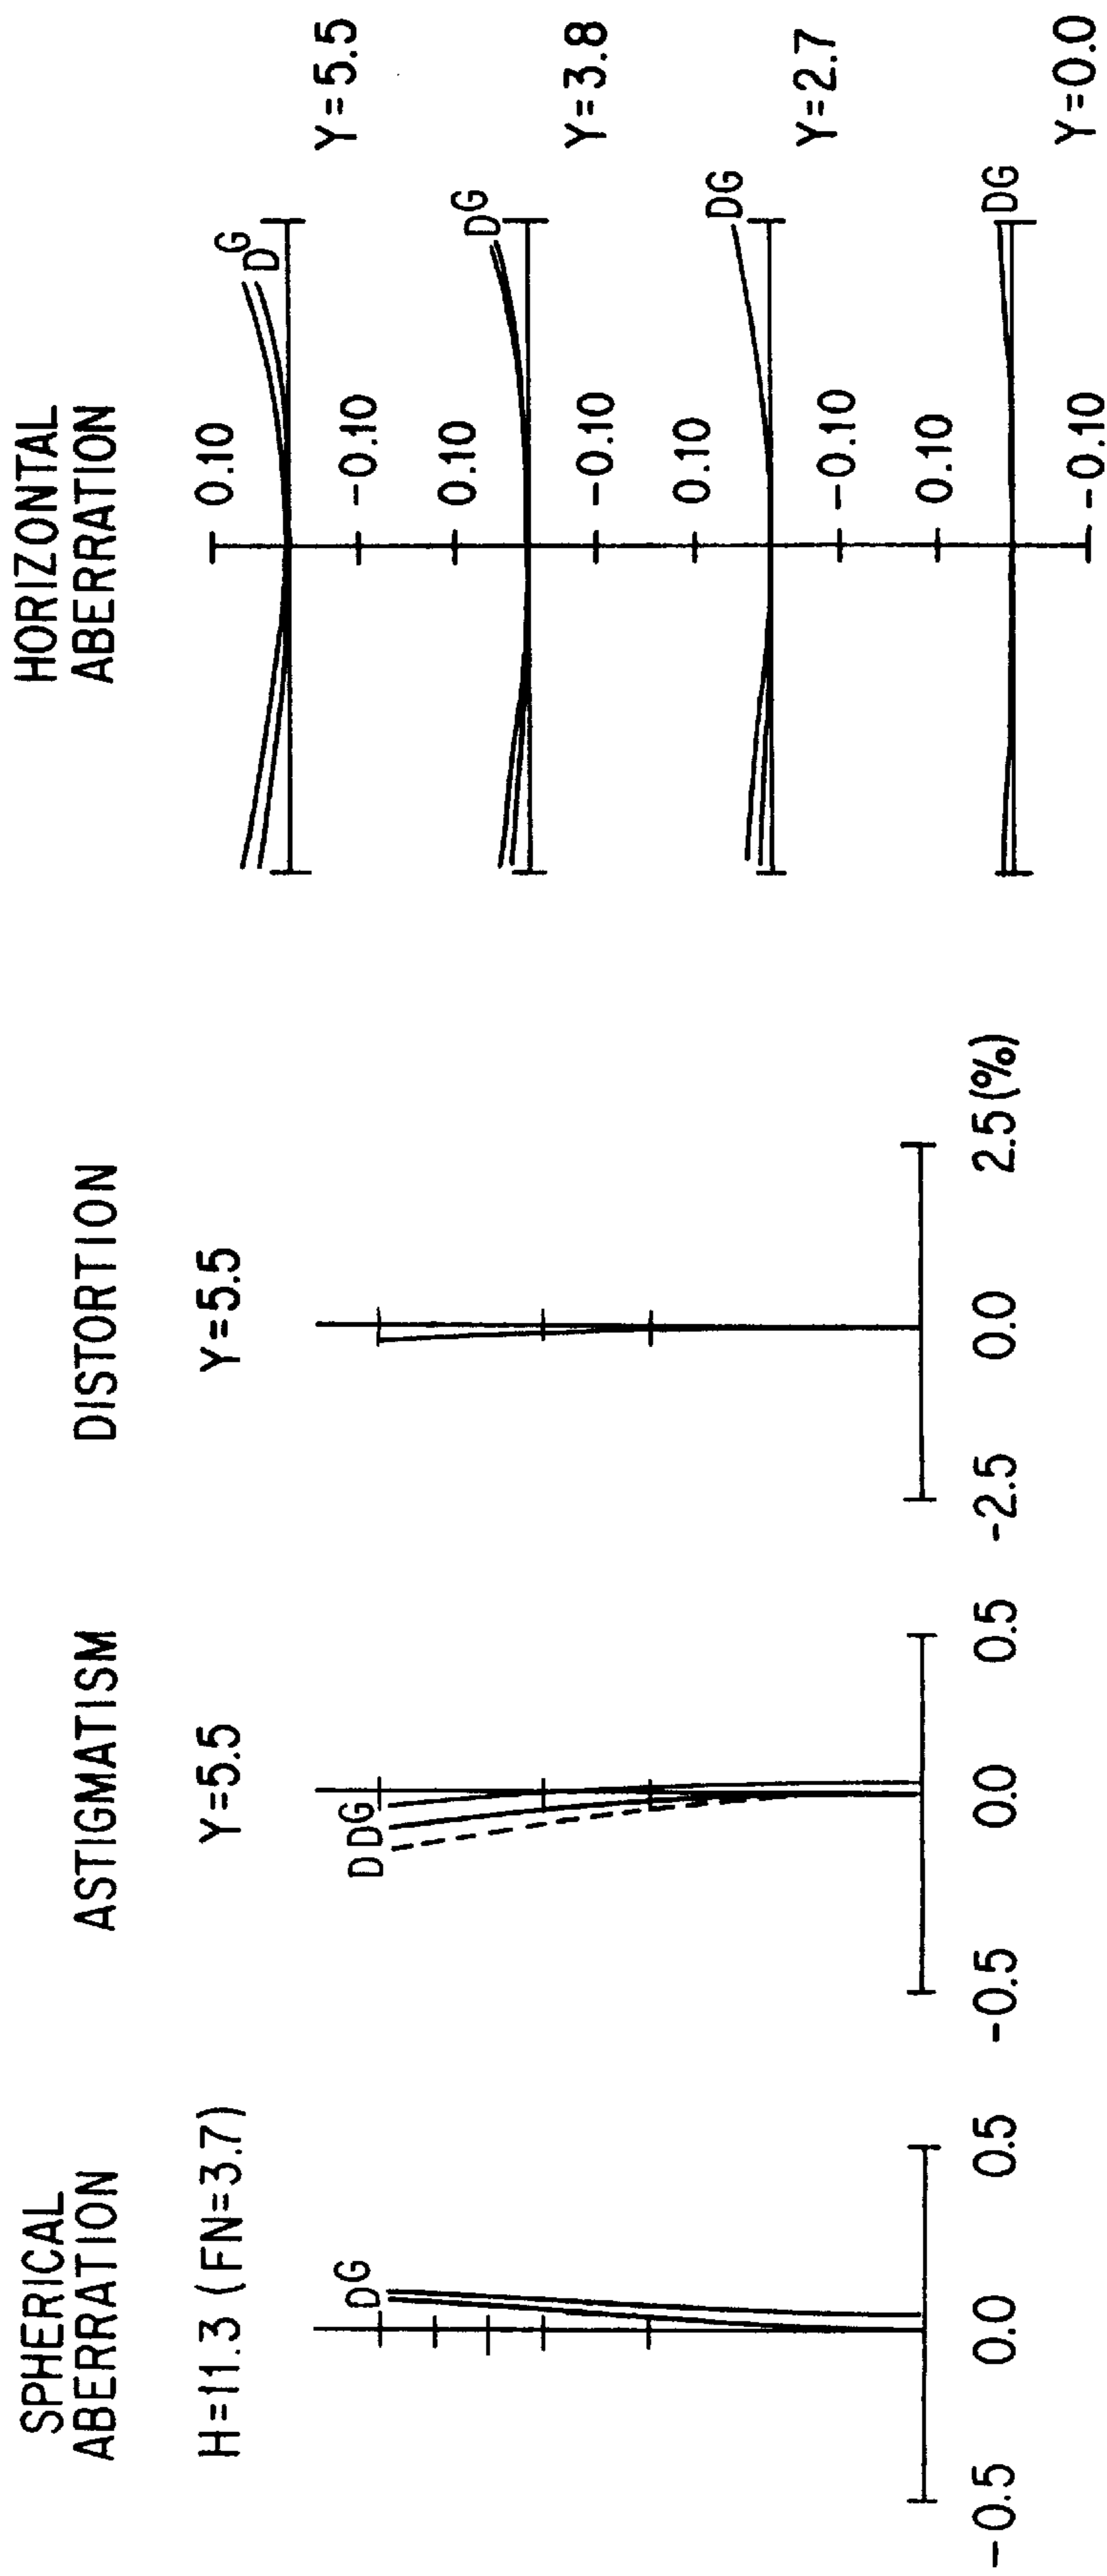 SPHERICAL
ABERRATION
H=11.3 (FN=3.7)
D G
-0.5 0.0 0.5
ASTIGMATISM
Y=5.5
D D G
-0.5 0.0 0.5
DISTORTION
Y=5.5
-2.5 0.0 2.5(%)
HORIZONTAL
ABERRATION
0.10
G
D
Y=5.5
-0.10
0.10
D G
Y=3.8
-0.10
0.10
DG
Y=2.7
-0.10
0.10
DG
Y=0.0
-0.10